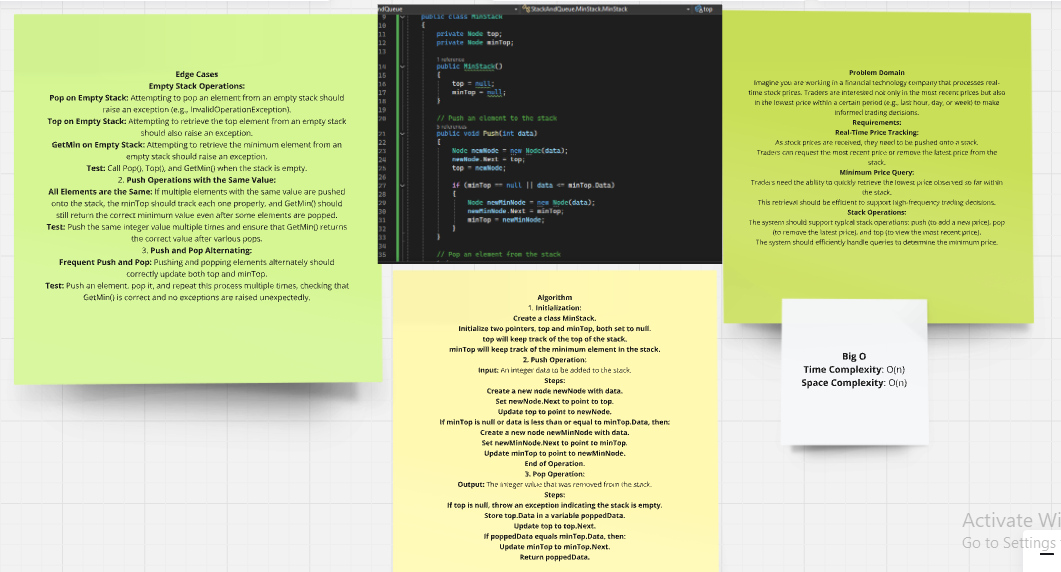 Edge Cases
Empty Stack Operations:
Pop on Empty Stack: Attempting to pop an element from an empty stack should
raise an exception (e.g., InvalidOperationException).
Top on Empty Stack: Attempting to retrieve the top element from an empty stack
should also raise an exception.
GetMin on Empty Stack: Attempting to retrieve the minimum element from an
empty stack should raise an exception.
Test: Call Pop(), Top(), and GetMin() when the stack is empty.
2. Push Operations with the Same Value:
All Elements are the Same: If multiple elements with the same value are pushed
onto the stack, the minTop should track each one properly, and GetMin() should
still return the correct minimum value even after some elements are popped.
Test: Push the same integer value multiple times and ensure that GetMin() returns
the correct value after various pops.
3. Push and Pop Alternating:
Frequent Push and Pop: Pushing and popping elements alternately should
correctly update both top and minTop.
Test: Push an element, pop it, and repeat this process multiple times, checking that
GetMin() is correct and no exceptions are raised unexpectedly.
ndQueue
StackAndQueue.MinStack.MinStack
top
9 public class MinStack
10 {
11 private Node top;
12 private Node minTop;
13
1 reference
14 public MinStack()
15 {
16 top = null;
17 minTop = null;
18 }
19
20 // Push an element to the stack
9 references
21 public void Push(int data)
22 {
23 Node newNode = new Node(data);
24 newNode.Next = top;
25 top = newNode;
26
27 if (minTop == null || data <= minTop.Data)
28 {
29 Node newMinNode = new Node(data);
30 newMinNode.Next = minTop;
31 minTop = newMinNode;
32 }
33 }
34
35 // Pop an element from the stack
Algorithm
1. Initialization:
Create a class MinStack.
Initialize two pointers, top and minTop, both set to null.
top will keep track of the top of the stack.
minTop will keep track of the minimum element in the stack.
2. Push Operation:
Input: An integer data to be added to the stack.
Steps:
Create a new node newNode with data.
Set newNode.Next to point to top.
Update top to point to newNode.
If minTop is null or data is less than or equal to minTop.Data, then:
Create a new node newMinNode with data.
Set newMinNode.Next to point to minTop.
Update minTop to point to newMinNode.
End of Operation.
3. Pop Operation:
Output: The integer value that was removed from the stack.
Steps:
If top is null, throw an exception indicating the stack is empty.
Store top.Data in a variable poppedData.
Update top to top.Next.
If poppedData equals minTop.Data, then:
Update minTop to minTop.Next.
Return poppedData.
Problem Domain
Imagine you are working in a financial technology company that processes real-
time stock prices. Traders are interested not only in the most recent prices but also
in the lowest price within a certain period (e.g., last hour, day, or week) to make
informed trading decisions.
Requirements:
Real-Time Price Tracking:
As stock prices are received, they need to be pushed onto a stack.
Traders can request the most recent price or remove the latest price from the
stack.
Minimum Price Query:
Traders need the ability to quickly retrieve the lowest price observed so far within
the stack.
This retrieval should be efficient to support high-frequency trading decisions.
Stack Operations:
The system should support typical stack operations: push (to add a new price), pop
(to remove the latest price), and top (to view the most recent price).
The system should efficiently handle queries to determine the minimum price.
Big O
Time Complexity: O(n)
Space Complexity: O(n)
Activate Wi
Go to Settings